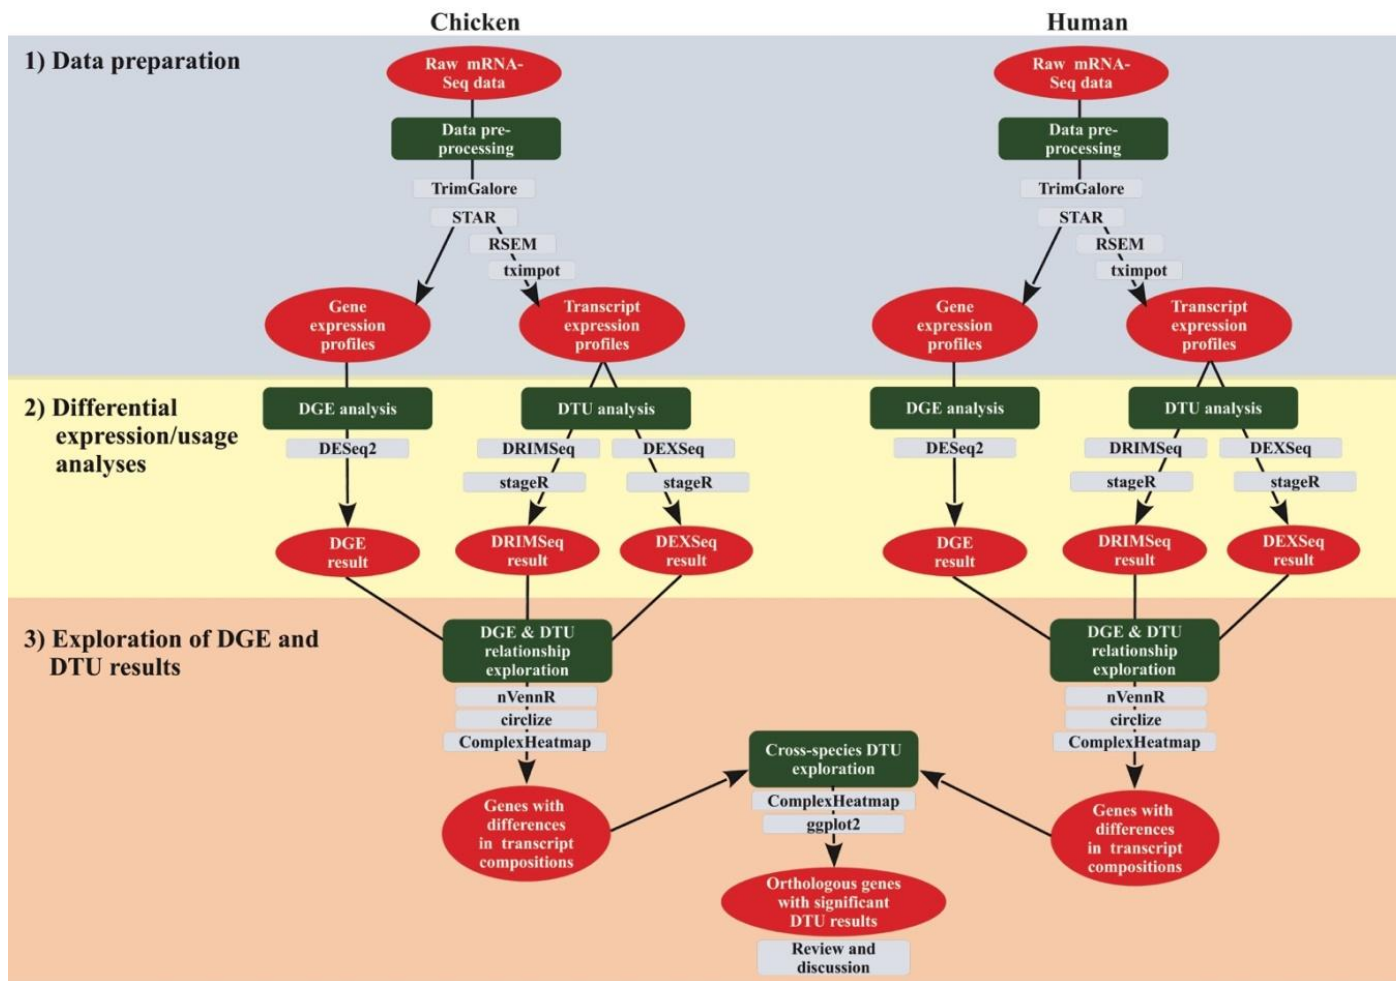 Chicken
Human
1) Data preparation
Raw mRNA-
Seq data
Data pre-
processing
TrimGalore
STAR
RSEM
tximpot
Gene
expression
profiles
Transcript
expression
profiles
Raw mRNA-
Seq data
Data pre-
processing
TrimGalore
STAR
RSEM
tximpot
Gene
expression
profiles
Transcript
expression
profiles
2) Differential
expression/usage
analyses
DGE analysis
DESeq2
DGE
result
DTU analysis
DRIMSeq
stageR
DRIMSeq
result
DEXSeq
stageR
DEXSeq
result
DGE analysis
DESeq2
DGE
result
DTU analysis
DRIMSeq
stageR
DRIMSeq
result
DEXSeq
stageR
DEXSeq
result
3) Exploration of DGE and
DTU results
DGE & DTU
relationship
exploration
nVennR
circlize
ComplexHeatmap
Genes with
differences
in transcript
compositions
DGE & DTU
relationship
exploration
nVennR
circlize
ComplexHeatmap
Genes with
differences
in transcript
compositions
Cross-species DTU
exploration
ComplexHeatmap
ggplot2
Orthologous genes
with significant
DTU results
Review and
discussion